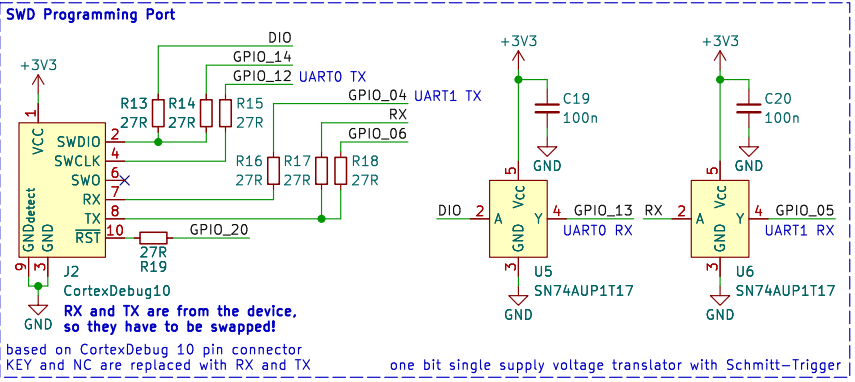 SWD Programming Port
DIO
GPIO_14
GPIO_12 UART0 TX
GPIO_04 UART1 TX
RX
GPIO_06
+3V3
R13 R14 R15
27R 27R 27R
R16 R17 R18
27R 27R 27R
1
VCC
SWDIO 2
SWCLK 4
SWO 6
RX 7
TX 8
RST 10
GNDdetect
GND
9 3
GPIO_20
27R
R19
J2
CortexDebug10
GND
RX and TX are from the device,
so they have to be swapped!
based on CortexDebug 10 pin connector
KEY and NC are replaced with RX and TX
+3V3
C19
100n
GND
5
Vcc
DIO 2 A Y 4 GPIO_13
UART0 RX
GND
3
U5
SN74AUP1T17
GND
+3V3
C20
100n
GND
5
Vcc
RX 2 A Y 4 GPIO_05
UART1 RX
GND
3
U6
SN74AUP1T17
GND
one bit single supply voltage translator with Schmitt-Trigger